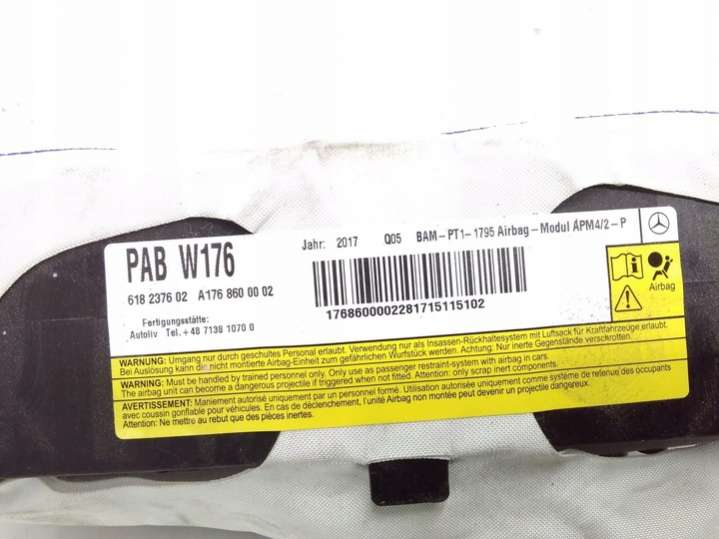 PAB W176
Jahr: 2017 Q05 BAM-PT1-1795 Airbag-Modul APM4/2-P
618 2376 02 A176 860 00 02
17686000022817151​15102
Fertigungsstätte:
Autoliv Tel.+48 7138 1070 0
Airbag
WARNUNG: Umgang nur durch geschultes Personal erlaubt. Verwendung nur als Insassen-Rückhaltesystem mit Luftsack für Kraftfahrzeuge erlaubt.
Bei Auslösung kann die nicht montierte Airbag-Einheit zum gefährlichen Wurfstück werden. Achtung: Nur inerte Gegenstände verschrotten.
WARNING: Must be handled by trained personnel only. Only use as passenger restraint-system with airbag in cars.
The airbag unit can become a dangerous projectile if triggered when not fitted. Attention: only scrap inert components.
AVERTISSEMENT: Maniement autorisé uniquement par un personnel formé. Utilisation autorisée uniquement comme système de retenue des occupants
avec coussin gonflable pour véhicules. En cas de déclenchement, l'unité Airbag non montée peut devenir un projectile dangereux.
Attention: Ne mettre au rebut que des pièces inertes.